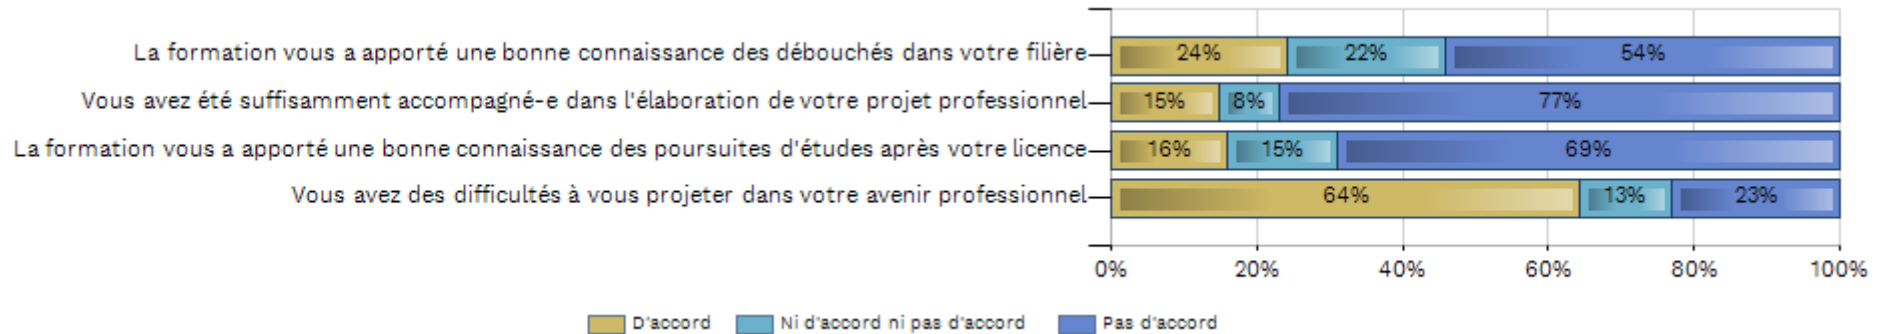 La formation vous a apporté une bonne connaissance des débouchés dans votre filière 24% 22% 54%
Vous avez été suffisamment accompagné-e dans l'élaboration de votre projet professionnel 15% 8% 77%
La formation vous a apporté une bonne connaissance des poursuites d'études après votre licence 16% 15% 69%
Vous avez des difficultés à vous projeter dans votre avenir professionnel 64% 13% 23%
0% 20% 40% 60% 80% 100%
D'accord Ni d'accord ni pas d'accord Pas d'accord